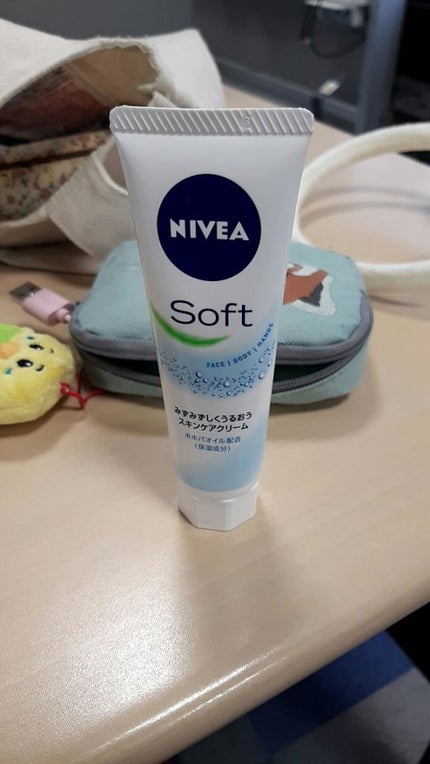 NIVEA
Soft
FACE | BODY | HANDS
みずみずしくうるおう
スキンケアクリーム
ホホバオイル配合
(保湿成分)